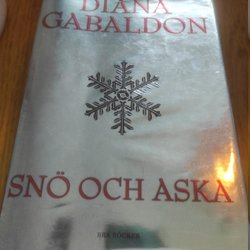 DIANA
GABALDON
SNÖ OCH ASKA
BRA BÖCKER